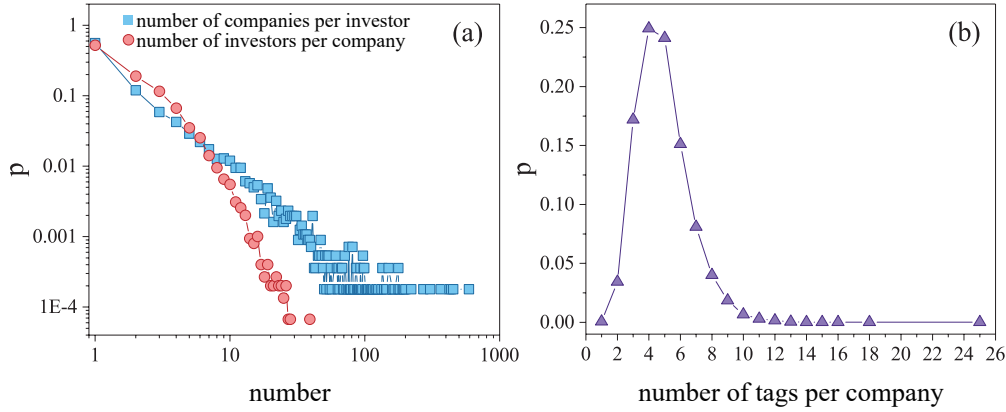 number of companies per investor
number of investors per company
(a)
1
0.1
0.01
0.001
1E-4
p
1 10 100 1000
number
(b)
0.25
0.20
0.15
0.10
0.05
0.00
p
0 2 4 6 8 10 12 14 16 18 20 22 24 26
number of tags per company